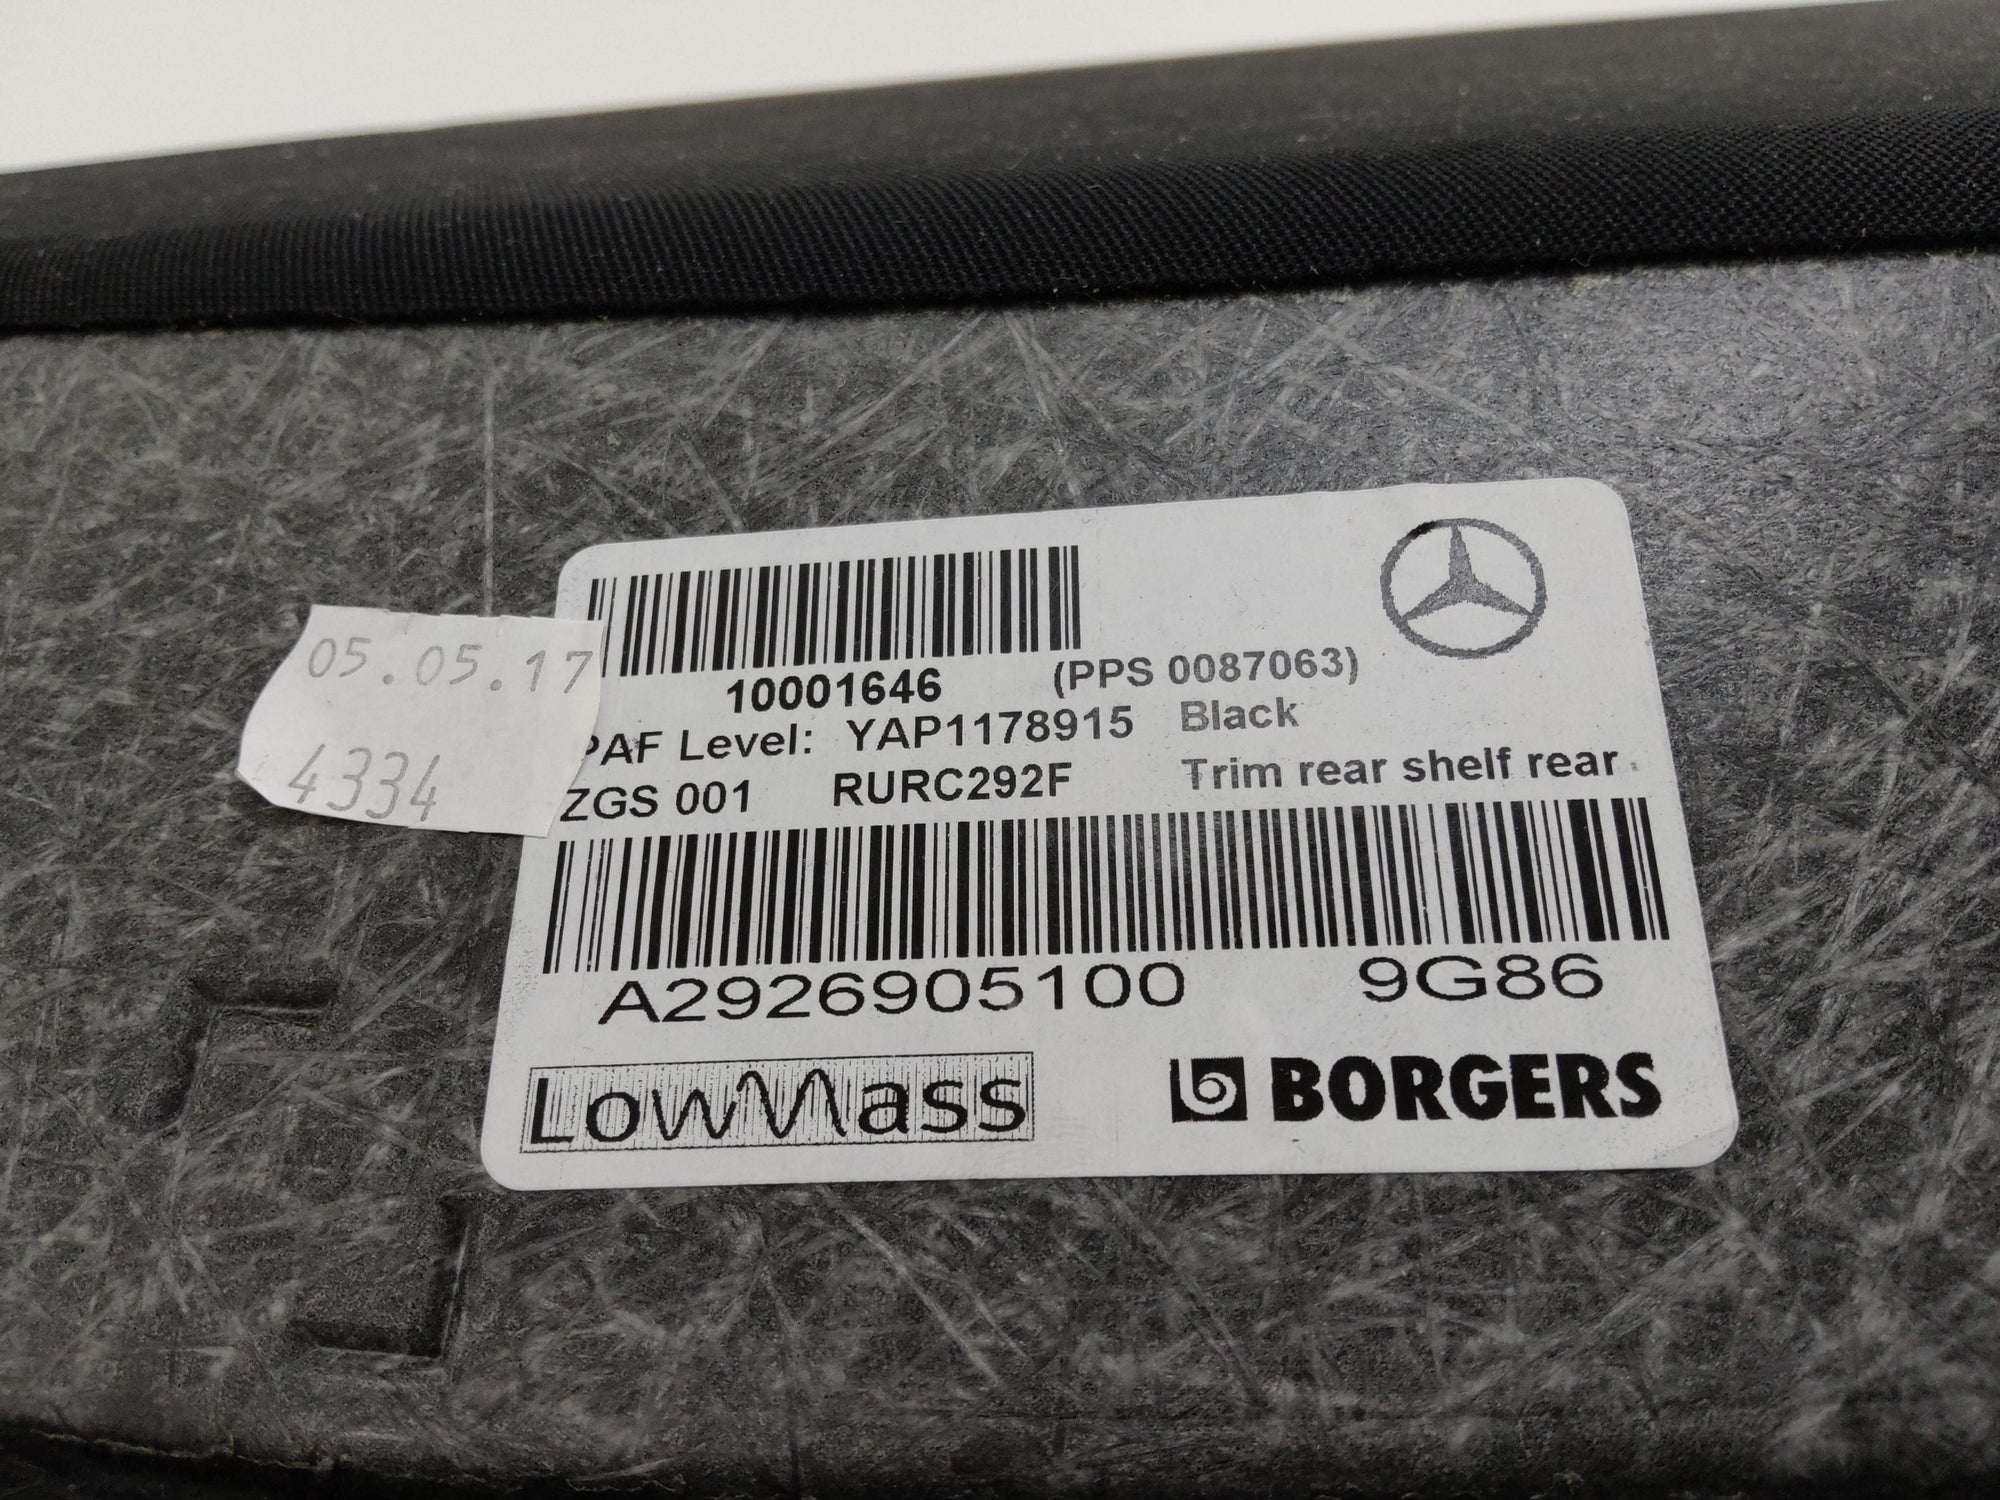 05.05.17
4334
10001646 (PPS 0087063)
PAF Level: YAP1178915 Black
ZGS 001 RURC292F Trim rear shelf rear
A2926905100 9G86
LowMass BORGERS